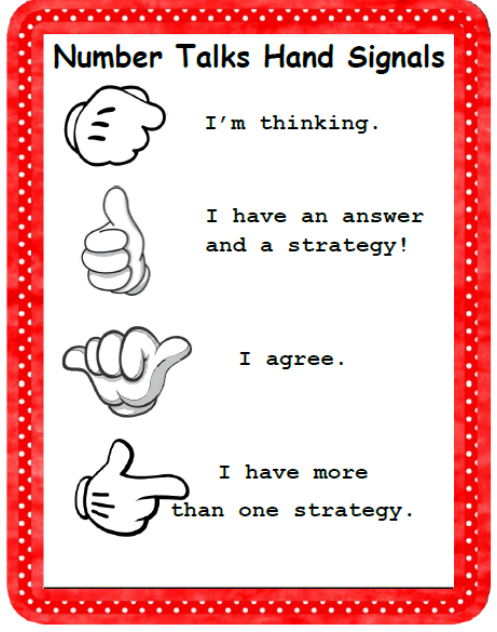 Number Talks Hand Signals
I’m thinking.
I have an answer
and a strategy!
I agree.
I have more
than one strategy.